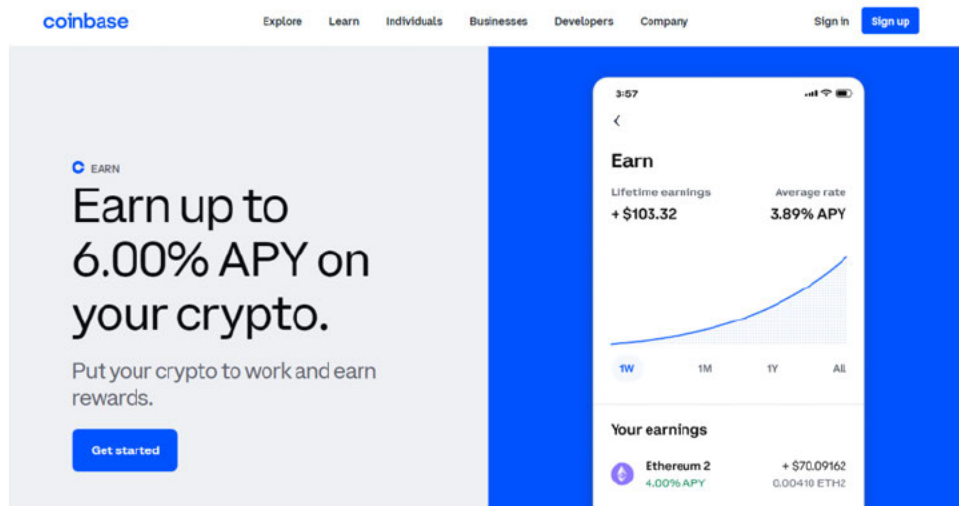 coinbase
Explore Learn Individuals Businesses Developers Company Sign in Sign up
EARN
Earn up to
6.00% APY on
your crypto.
Put your crypto to work and earn
rewards.
Get started
3:57
Earn
Lifetime earnings Average rate
+ $103.32 3.89% APY
1W 1M 1Y All
Your earnings
Ethereum 2 + $70.09162
4.00% APY 0.00410 ETH2